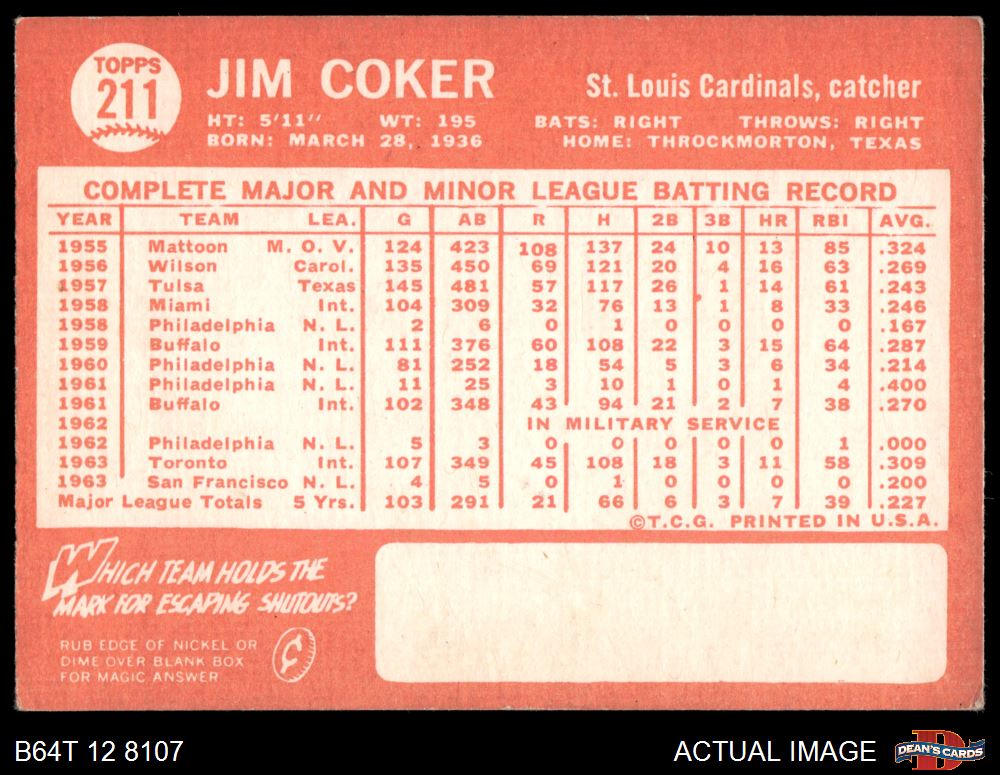 TOPPS
211
JIM COKER
St. Louis Cardinals, catcher
HT: 5'11" WT: 195 BATS: RIGHT THROWS: RIGHT
BORN: MARCH 28, 1936 HOME: THROCKMORTON, TEXAS
COMPLETE MAJOR AND MINOR LEAGUE BATTING RECORD
YEAR TEAM LEA. G AB R H 2B 3B HR RBI AVG.
1955 Mattoon M. O. V. 124 423 108 137 24 10 13 85 .324
1956 Wilson Carol. 135 450 69 121 20 4 16 63 .269
1957 Tulsa Texas 145 481 57 117 26 1 14 61 .243
1958 Miami Int. 104 309 32 76 13 1 8 33 .246
1958 Philadelphia N. L. 2 6 0 1 0 0 0 0 .167
1959 Buffalo Int. 111 376 60 108 22 3 15 64 .287
1960 Philadelphia N. L. 81 252 18 54 5 3 6 34 .214
1961 Philadelphia N. L. 11 25 3 10 1 0 1 4 .400
1961 Buffalo Int. 102 348 43 94 21 2 7 38 .270
1962 IN MILITARY SERVICE
1962 Philadelphia N. L. 5 3 0 0 0 0 0 1 .000
1963 Toronto Int. 107 349 45 108 18 3 11 58 .309
1963 San Francisco N. L. 4 5 0 1 0 0 0 0 .200
Major League Totals 5 Yrs. 103 291 21 66 6 3 7 39 .227
©T.C.G. PRINTED IN U.S.A.
WHICH TEAM HOLDS THE
MARK FOR ESCAPING SHUTOUTS?
RUB EDGE OF NICKEL OR
DIME OVER BLANK BOX
FOR MAGIC ANSWER
¢
B64T 12 8107
ACTUAL IMAGE
DEAN'S CARDS